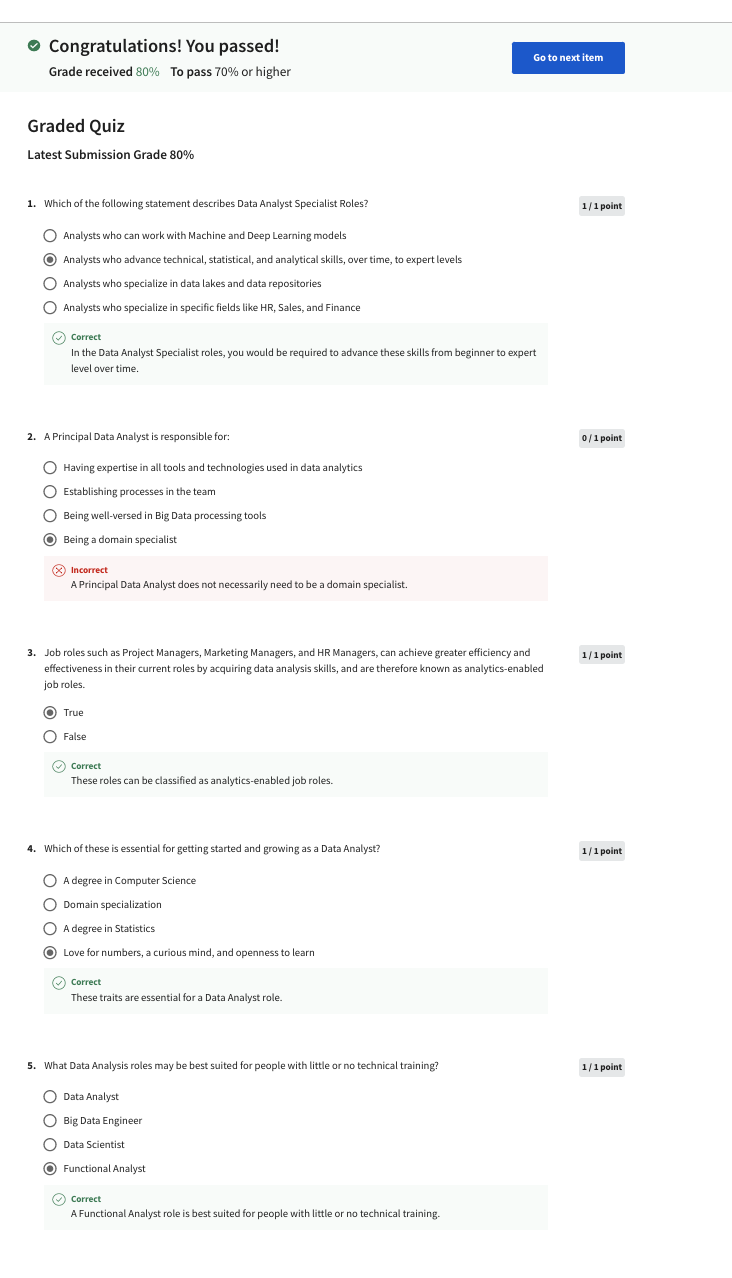 Congratulations! You passed!
Grade received 80% To pass 70% or higher
Go to next item
Graded Quiz
Latest Submission Grade 80%
1. Which of the following statement describes Data Analyst Specialist Roles?
1 / 1 point
Analysts who can work with Machine and Deep Learning models
Analysts who advance technical, statistical, and analytical skills, over time, to expert levels
Analysts who specialize in data lakes and data repositories
Analysts who specialize in specific fields like HR, Sales, and Finance
Correct
In the Data Analyst Specialist roles, you would be required to advance these skills from beginner to expert
level over time.
2. A Principal Data Analyst is responsible for:
0 / 1 point
Having expertise in all tools and technologies used in data analytics
Establishing processes in the team
Being well-versed in Big Data processing tools
Being a domain specialist
Incorrect
A Principal Data Analyst does not necessarily need to be a domain specialist.
3. Job roles such as Project Managers, Marketing Managers, and HR Managers, can achieve greater efficiency and
effectiveness in their current roles by acquiring data analysis skills, and are therefore known as analytics-enabled
job roles.
1 / 1 point
True
False
Correct
These roles can be classified as analytics-enabled job roles.
4. Which of these is essential for getting started and growing as a Data Analyst?
1 / 1 point
A degree in Computer Science
Domain specialization
A degree in Statistics
Love for numbers, a curious mind, and openness to learn
Correct
These traits are essential for a Data Analyst role.
5. What Data Analysis roles may be best suited for people with little or no technical training?
1 / 1 point
Data Analyst
Big Data Engineer
Data Scientist
Functional Analyst
Correct
A Functional Analyst role is best suited for people with little or no technical training.